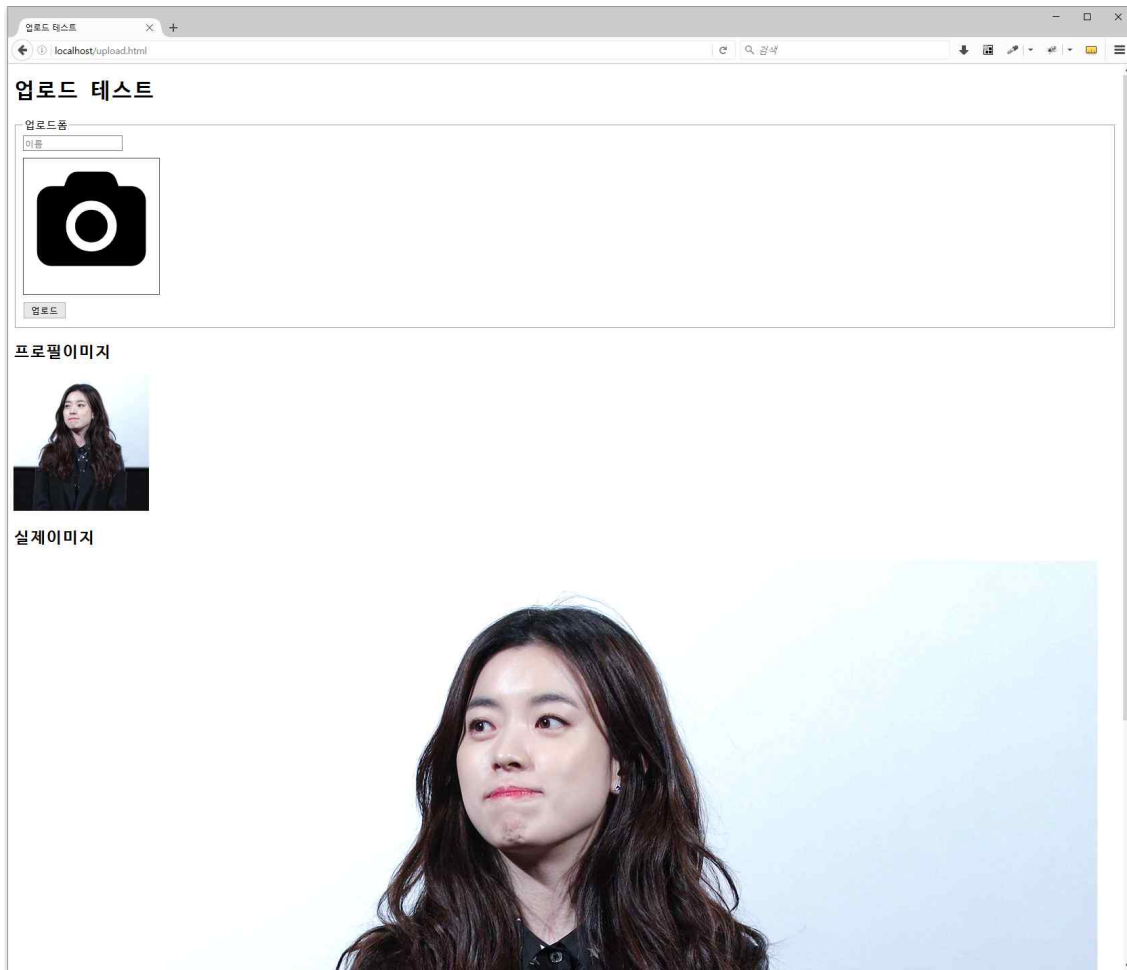 업로드 테스트
localhost/upload.html
검색
업로드 테스트
업로드폼
이름
업로드
프로필이미지
실제이미지